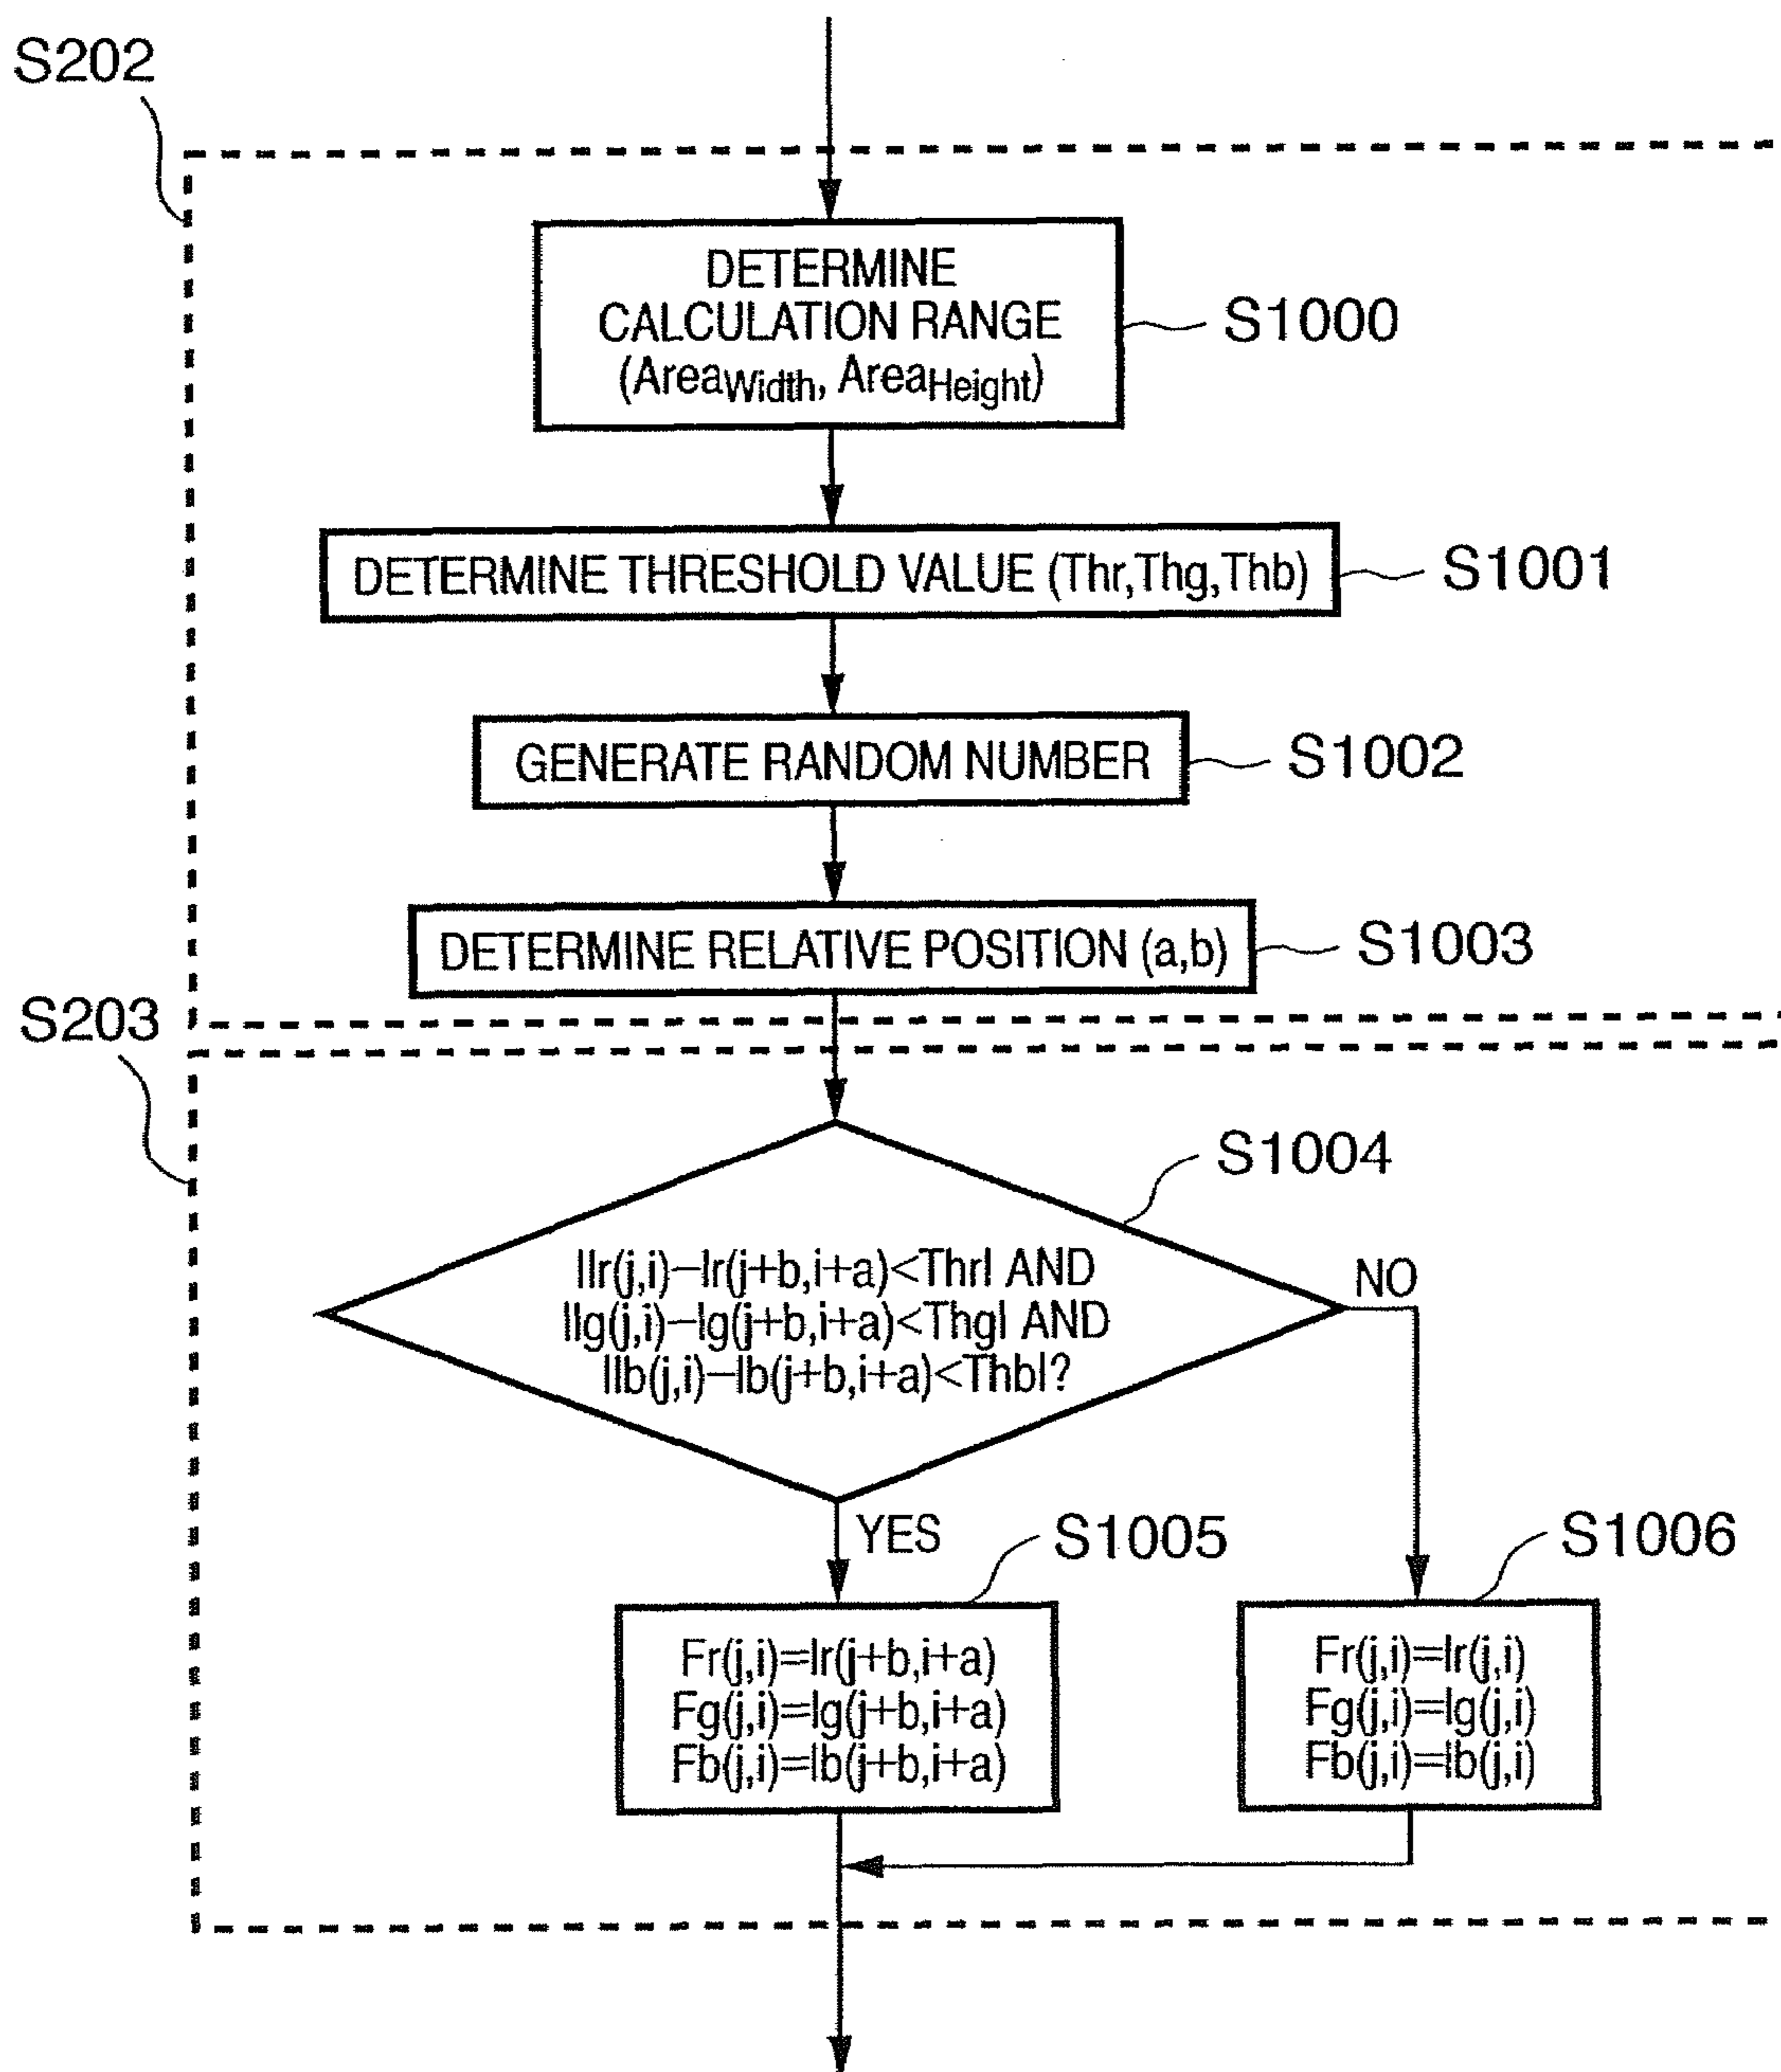 S202
DETERMINE
CALCULATION RANGE
(AreaWidth, AreaHeight)
S1000
DETERMINE THRESHOLD VALUE (Thr,Thg,Thb)
S1001
GENERATE RANDOM NUMBER
S1002
DETERMINE RELATIVE POSITION (a,b)
S1003
S203
S1004
|Ir(j,i)−Ir(j+b,i+a)<Thr| AND
|Ig(j,i)−Ig(j+b,i+a)<Thg| AND
|Ib(j,i)−Ib(j+b,i+a)<Thb|?
NO
YES
S1005
Fr(j,i)=Ir(j+b,i+a)
Fg(j,i)=Ig(j+b,i+a)
Fb(j,i)=Ib(j+b,i+a)
S1006
Fr(j,i)=Ir(j,i)
Fg(j,i)=Ig(j,i)
Fb(j,i)=Ib(j,i)